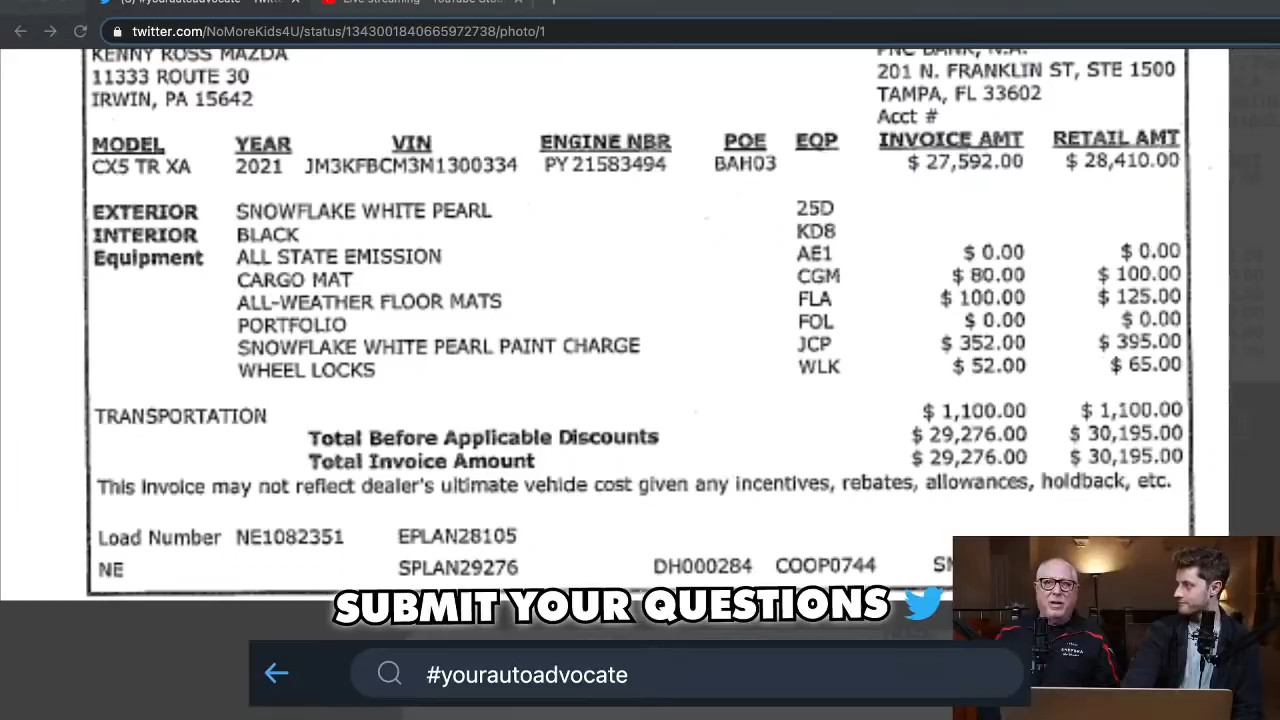 #yourautoadvocate
twitter.com/NoMoreKids4U/status/1343001840665972738/photo/1
KENNY ROSS MAZDA
11333 ROUTE 30
IRWIN, PA 15642
PNC BANK, N.A.
201 N. FRANKLIN ST, STE 1500
TAMPA, FL 33602
Acct #
MODEL YEAR VIN ENGINE NBR POE EQP INVOICE AMT RETAIL AMT
CX5 TR XA 2021 JM3KFBCM3M1300334 PY 21583494 BAH03 $ 27,592.00 $ 28,410.00
EXTERIOR SNOWFLAKE WHITE PEARL 25D
INTERIOR BLACK KD8
Equipment ALL STATE EMISSION AE1 $ 0.00 $ 0.00
CARGO MAT CGM $ 80.00 $ 100.00
ALL-WEATHER FLOOR MATS FLA $ 100.00 $ 125.00
PORTFOLIO FOL $ 0.00 $ 0.00
SNOWFLAKE WHITE PEARL PAINT CHARGE JCP $ 352.00 $ 395.00
WHEEL LOCKS WLK $ 52.00 $ 65.00
TRANSPORTATION $ 1,100.00 $ 1,100.00
Total Before Applicable Discounts $ 29,276.00 $ 30,195.00
Total Invoice Amount $ 29,276.00 $ 30,195.00
This Invoice may not reflect dealer's ultimate vehicle cost given any incentives, rebates, allowances, holdback, etc.
Load Number NE1082351 EPLAN28105
NE SPLAN29276 DH000284 COOP0744
SUBMIT YOUR QUESTIONS
#yourautoadvocate